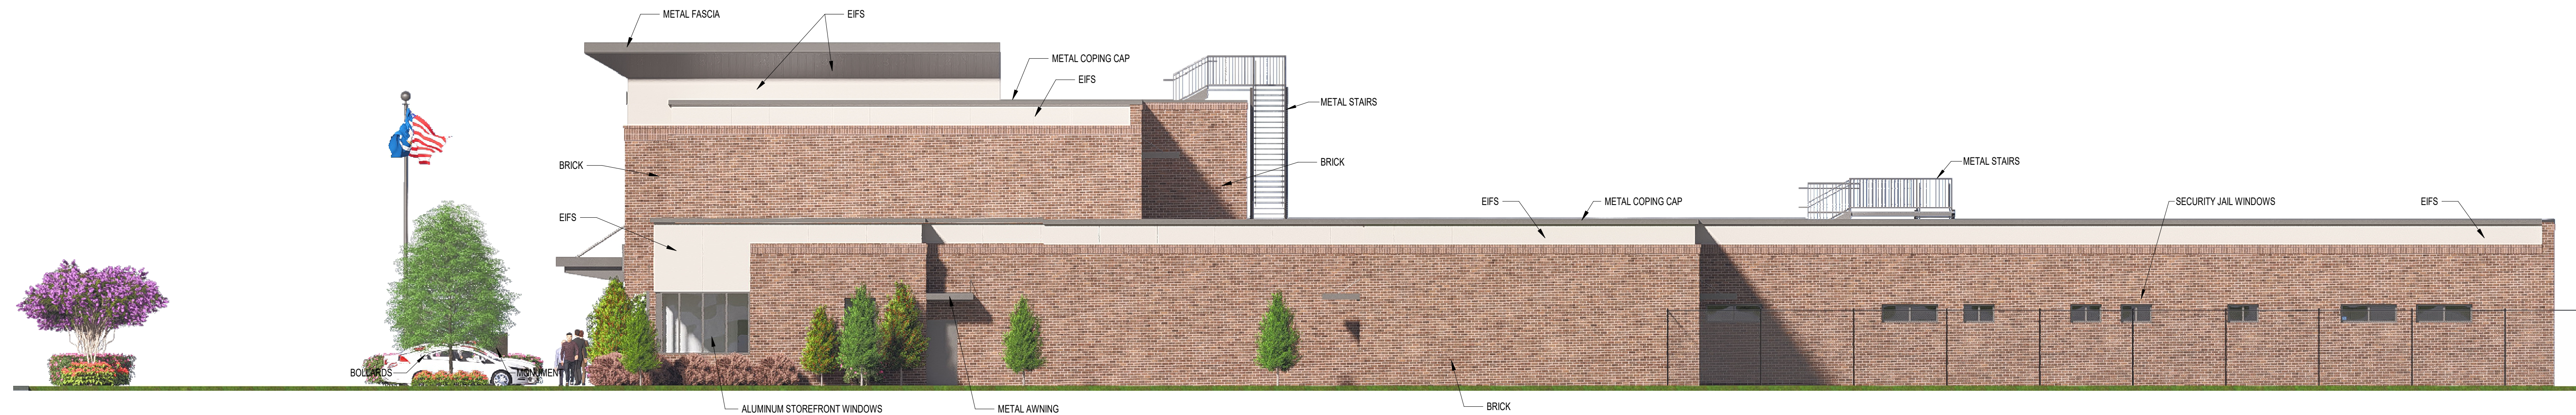 METAL FASCIA
EIFS
METAL COPING CAP
EIFS
METAL STAIRS
BRICK
BRICK
METAL STAIRS
EIFS
EIFS
METAL COPING CAP
SECURITY JAIL WINDOWS
EIFS
BOLLARDS
MONUMENT
ALUMINUM STOREFRONT WINDOWS
METAL AWNING
BRICK